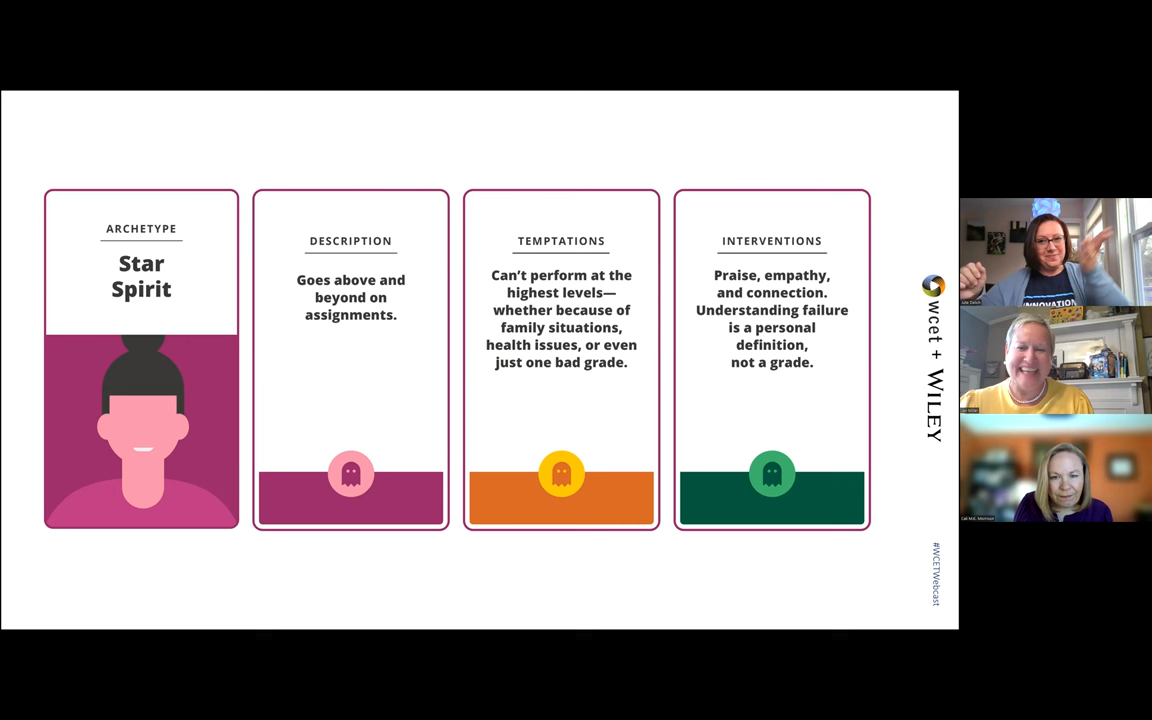 ARCHETYPE
Star
Spirit
DESCRIPTION
Goes above and
beyond on
assignments.
TEMPTATIONS
Can’t perform at the
highest levels—
whether because of
family situations,
health issues, or even
just one bad grade.
INTERVENTIONS
Praise, empathy,
and connection.
Understanding failure
is a personal
definition,
not a grade.
wcet + WILEY
#WCETWebcast
INNOVATION